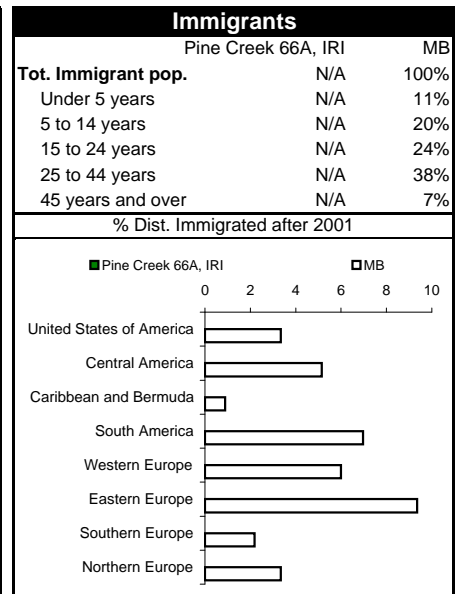 Immigrants
Pine Creek 66A, IRI MB
Tot. Immigrant pop. N/A 100%
Under 5 years N/A 11%
5 to 14 years N/A 20%
15 to 24 years N/A 24%
25 to 44 years N/A 38%
45 years and over N/A 7%
% Dist. Immigrated after 2001
Pine Creek 66A, IRI MB
0 2 4 6 8 10
United States of America
Central America
Caribbean and Bermuda
South America
Western Europe
Eastern Europe
Southern Europe
Northern Europe